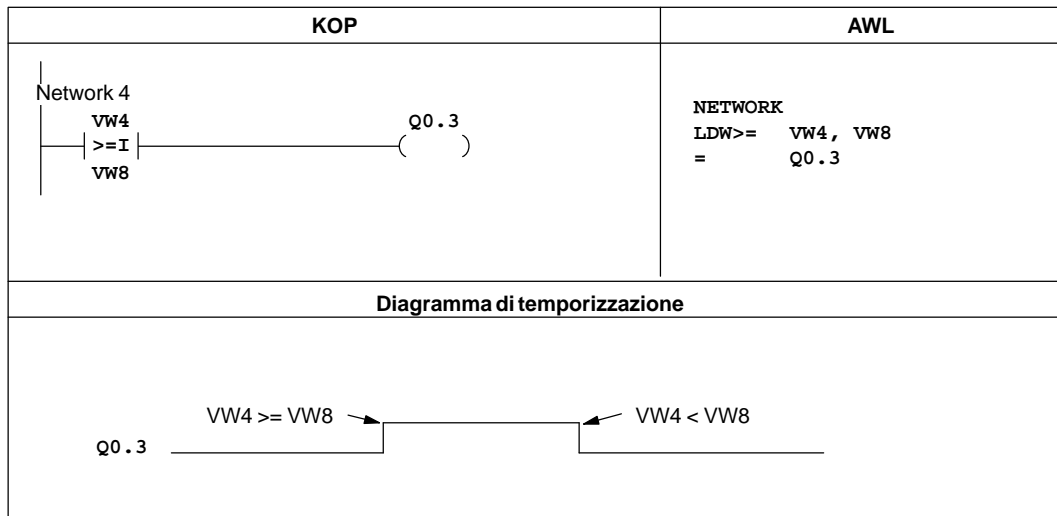 KOP
AWL
Network 4
VW4
>=I
VW8
Q0.3
NETWORK
LDW>= VW4, VW8
= Q0.3
Diagramma di temporizzazione
VW4 >= VW8
VW4 < VW8
Q0.3